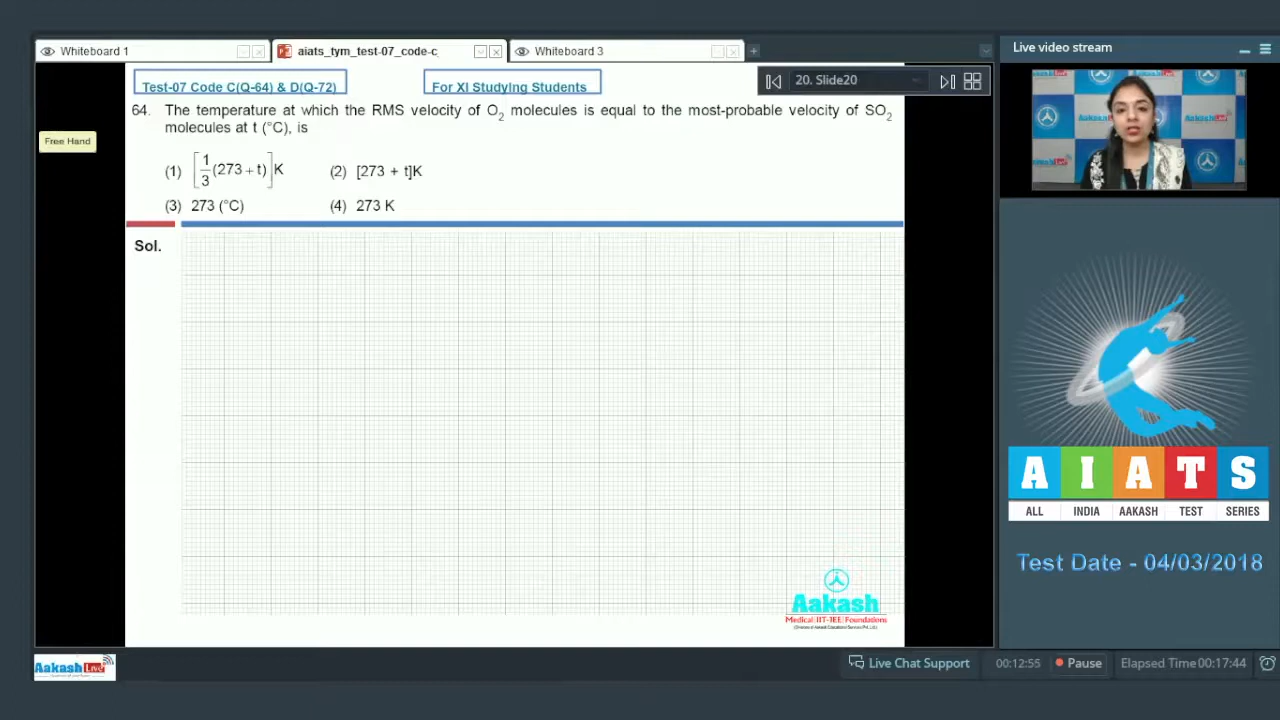 Whiteboard 1
aiats_tym_test-07_code-c
Whiteboard 3
Live video stream
Test-07 Code C(Q-64) & D(Q-72)
For XI Studying Students
20. Slide20
Free Hand
64. The temperature at which the RMS velocity of O₂ molecules is equal to the most-probable velocity of SO₂
molecules at t (°C), is
(1) [1/3 (273 + t)] K (2) [273 + t]K
(3) 273 (°C) (4) 273 K
Sol.
Aakash
Medical|IIT-JEE|Foundations
A I A T S
ALL INDIA AAKASH TEST SERIES
Test Date - 04/03/2018
Aakash Live
Live Chat Support
00:12:55
Pause
Elapsed Time 00:17:44